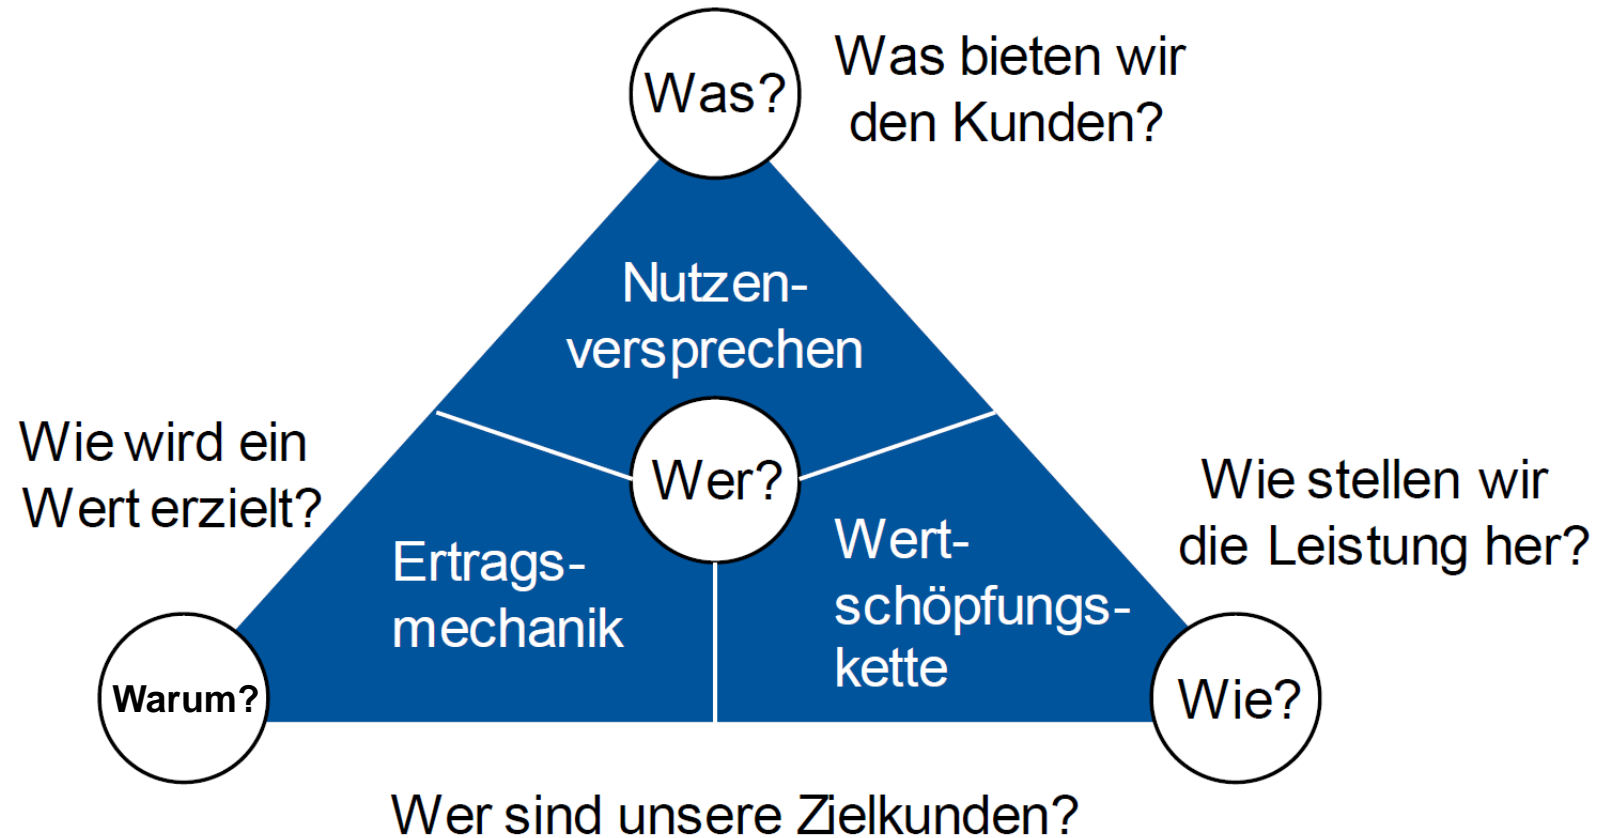 Was?
Was bieten wir
den Kunden?
Nutzen-
versprechen
Wer?
Wie wird ein
Wert erzielt?
Ertrags-
mechanik
Wert-
schöpfungs-
kette
Wie stellen wir
die Leistung her?
Warum?
Wie?
Wer sind unsere Zielkunden?